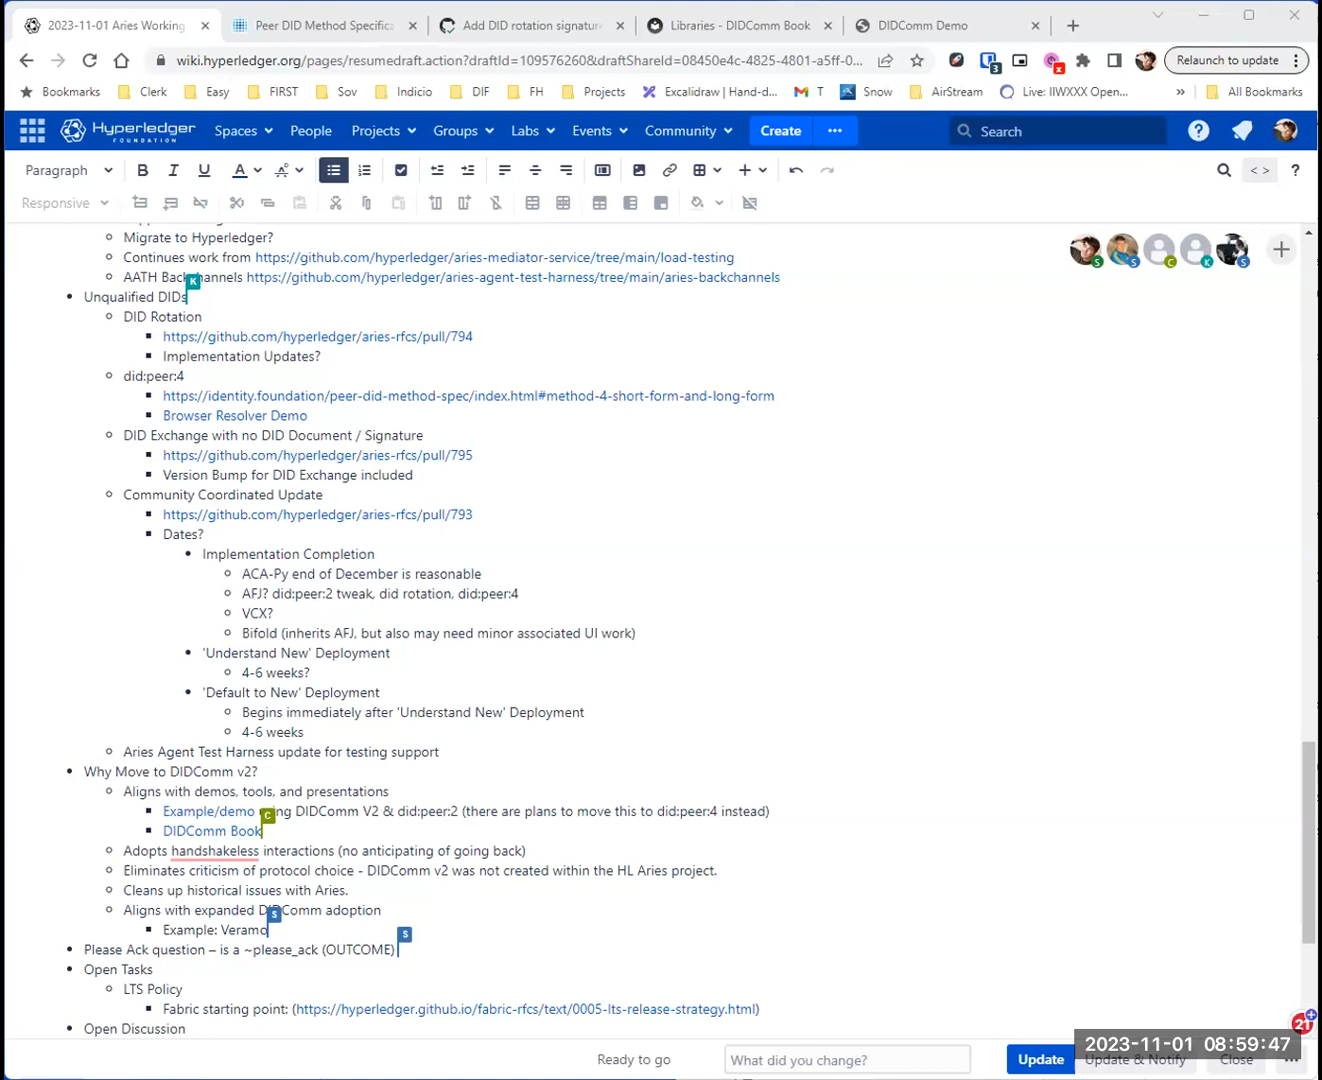 2023-11-01 Aries Working
Peer DID Method Specifica
Add DID rotation signature
Libraries - DIDComm Book
DIDComm Demo
wiki.hyperledger.org/pages/resumedraft.action?draftId=109576260&draftShareId=08450e4c-4825-4801-a5ff-0...
3
Relaunch to update
Bookmarks
Clerk
Easy
FIRST
Sov
Indicio
DIF
FH
Projects
Excalidraw | Hand-d...
T
Snow
AirStream
Live: IIWXXX Open...
»
All Bookmarks
HYPERLEDGER
FOUNDATION
Spaces
People
Projects
Groups
Labs
Events
Community
Create
Search
Paragraph
B I U A
< >
?
Responsive
Migrate to Hyperledger?
Continues work from https://github.com/hyperledger/aries-mediator-service/tree/main/load-testing
S S C K S
AATH Backchannels https://github.com/hyperledger/aries-agent-test-harness/tree/main/aries-backchannels
K
Unqualified DIDs
DID Rotation
https://github.com/hyperledger/aries-rfcs/pull/794
Implementation Updates?
did:peer:4
https://identity.foundation/peer-did-method-spec/index.html#method-4-short-form-and-long-form
Browser Resolver Demo
DID Exchange with no DID Document / Signature
https://github.com/hyperledger/aries-rfcs/pull/795
Version Bump for DID Exchange included
Community Coordinated Update
https://github.com/hyperledger/aries-rfcs/pull/793
Dates?
Implementation Completion
ACA-Py end of December is reasonable
AFJ? did:peer:2 tweak, did rotation, did:peer:4
VCX?
Bifold (inherits AFJ, but also may need minor associated UI work)
'Understand New' Deployment
4-6 weeks?
'Default to New' Deployment
Begins immediately after 'Understand New' Deployment
4-6 weeks
Aries Agent Test Harness update for testing support
Why Move to DIDComm v2?
Aligns with demos, tools, and presentations
Example/demo using DIDComm V2 & did:peer:2 (there are plans to move this to did:peer:4 instead)
C
DIDComm Book
Adopts handshakeless interactions (no anticipating of going back)
Eliminates criticism of protocol choice - DIDComm v2 was not created within the HL Aries project.
Cleans up historical issues with Aries.
Aligns with expanded DIDComm adoption
S
Example: Veramo
S
Please Ack question – is a ~please_ack (OUTCOME)
Open Tasks
LTS Policy
Fabric starting point: (https://hyperledger.github.io/fabric-rfcs/text/0005-lts-release-strategy.html)
Open Discussion
21
Ready to go
What did you change?
Update
Update & Notify
Close
2023-11-01 08:59:47